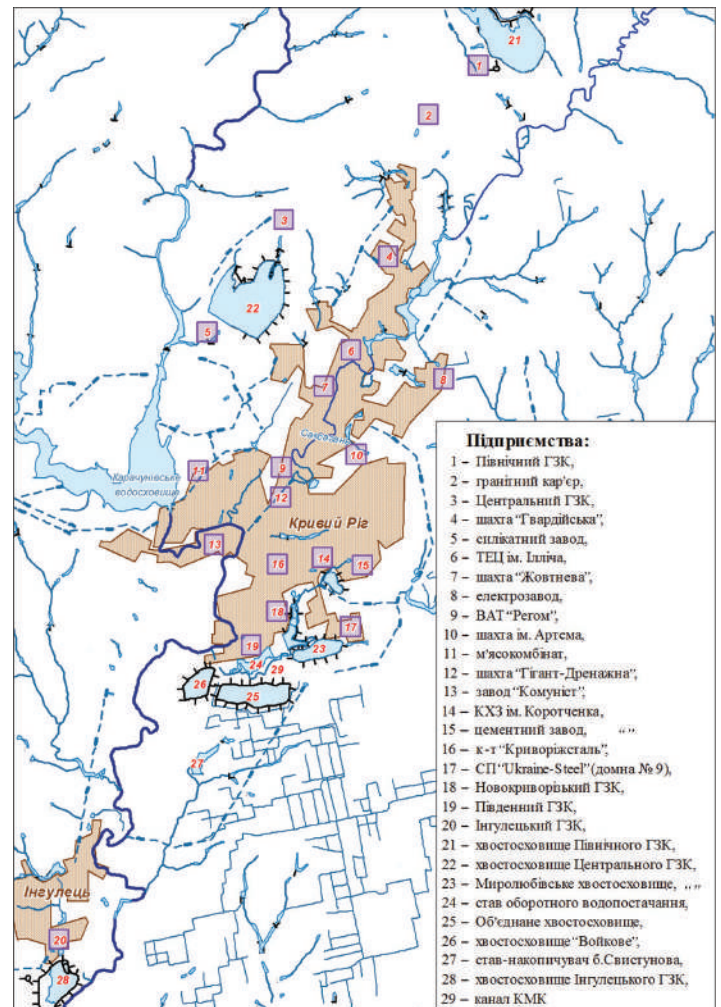 21
1
2
3
4
22
5
6
7
8
Саксагань
11
9
10
Карачунівське
водосховище
12
Кривий Ріг
13
16
14
15
18
17
19
23
24
29
26
25
27
Інгулець
20
28
Підприємства:
1 – Північний ГЗК,
2 – гранітний кар'єр,
3 – Центральний ГЗК,
4 – шахта “Гвардійська”,
5 – силікатний завод,
6 – ТЕЦ ім. Ілліча,
7 – шахта “Жовтнева”,
8 – електрозавод,
9 – ВАТ “Регом”,
10 – шахта ім. Артема,
11 – м'ясокомбінат,
12 – шахта “Гігант-Дренажна”,
13 – завод “Комуніст”,
14 – КХЗ ім. Коротченка,
15 – цементний завод, “ ”
16 – к-т “Криворіжсталь”,
17 – СП “Ukraine-Steel” (домна № 9),
18 – Новокриворізький ГЗК,
19 – Південний ГЗК,
20 – Інгулецький ГЗК,
21 – хвостосховище Північного ГЗК,
22 – хвостосховище Центрального ГЗК,
23 – Миролюбівське хвостосховище, „ ”
24 – став оборотного водопостачання,
25 – Об'єднане хвостосховище,
26 – хвостосховище “Войкове”,
27 – став-накопичувач б.Свистунова,
28 – хвостосховище Інгулецького ГЗК,
29 – канал КМК